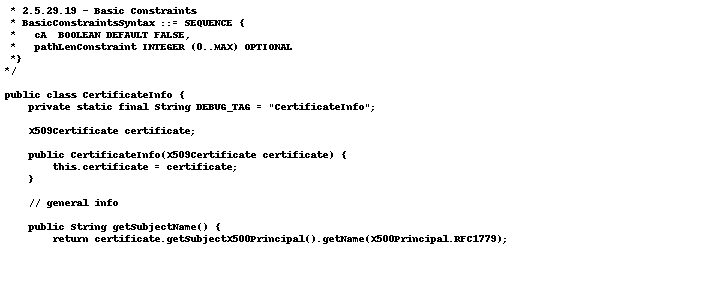 * 2.5.29.19 - Basic Constraints
* BasicConstraintsSyntax ::= SEQUENCE {
*   cA  BOOLEAN DEFAULT FALSE,
*   pathLenConstraint INTEGER (0..MAX) OPTIONAL
*}
*/
public class CertificateInfo {
private static final String DEBUG_TAG = "CertificateInfo";
X509Certificate certificate;
public CertificateInfo(X509Certificate certificate) {
this.certificate = certificate;
}
// general info
public String getSubjectName() {
return certificate.getSubjectX500Principal().getName(X500Principal.RFC1779);